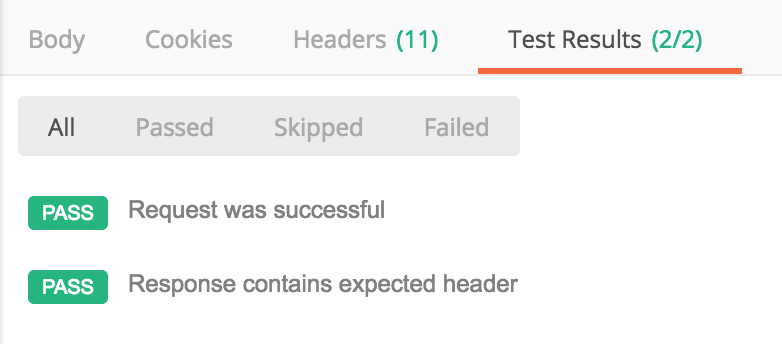 Body Cookies Headers (11) Test Results (2/2)
All Passed Skipped Failed
PASS Request was successful
PASS Response contains expected header